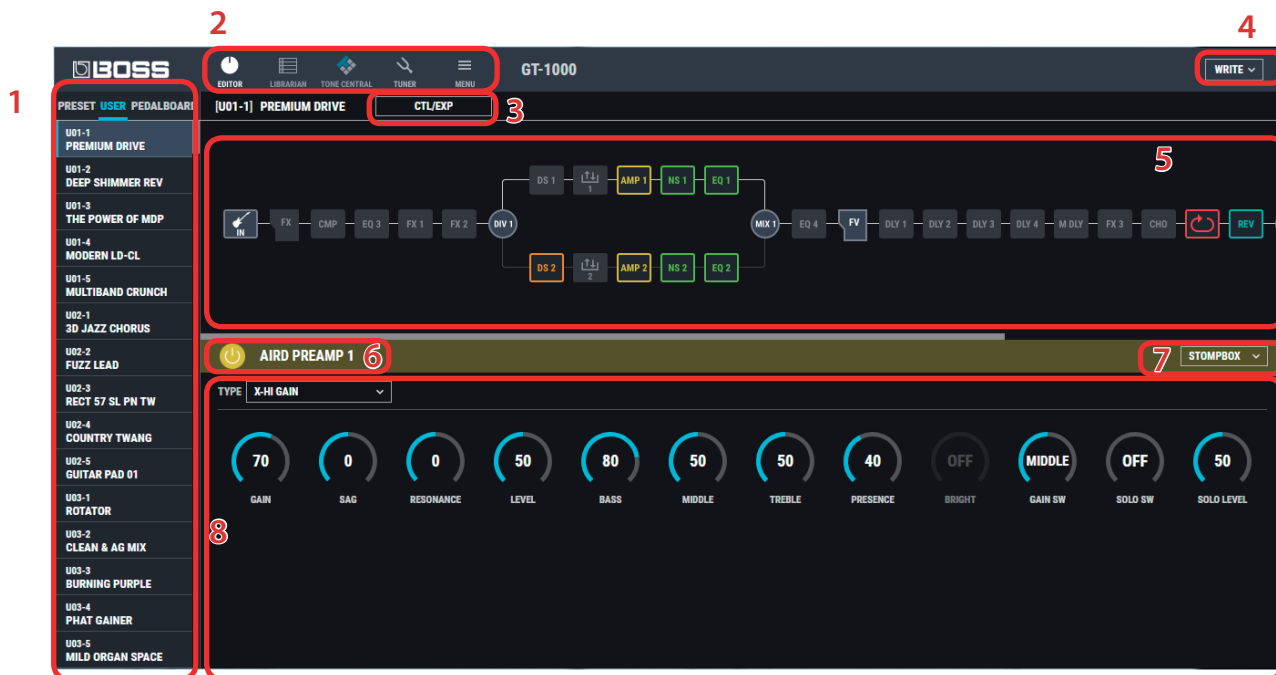 2
4
BOSS
GT-1000
WRITE
EDITOR LIBRARIAN TONE CENTRAL TUNER MENU
1
PRESET USER PEDALBOARD
[U01-1] PREMIUM DRIVE
CTL/EXP
3
U01-1
PREMIUM DRIVE
U01-2
DEEP SHIMMER REV
U01-3
THE POWER OF MDP
U01-4
MODERN LD-CL
U01-5
MULTIBAND CRUNCH
U02-1
3D JAZZ CHORUS
U02-2
FUZZ LEAD
U02-3
RECT 57 SL PN TW
U02-4
COUNTRY TWANG
U02-5
GUITAR PAD 01
U03-1
ROTATOR
U03-2
CLEAN & AG MIX
U03-3
BURNING PURPLE
U03-4
PHAT GAINER
U03-5
MILD ORGAN SPACE
5
DS 1 1 AMP 1 NS 1 EQ 1
IN FX CMP EQ 3 FX 1 FX 2 DIV 1 MIX 1 EQ 4 FV DLY 1 DLY 2 DLY 3 DLY 4 M DLY FX 3 CHO REV
DS 2 2 AMP 2 NS 2 EQ 2
AIRD PREAMP 1
6
7
STOMPBOX
TYPE X-HI GAIN
70 0 0 50 80 50 50 40 OFF MIDDLE OFF 50
GAIN SAG RESONANCE LEVEL BASS MIDDLE TREBLE PRESENCE BRIGHT GAIN SW SOLO SW SOLO LEVEL
8